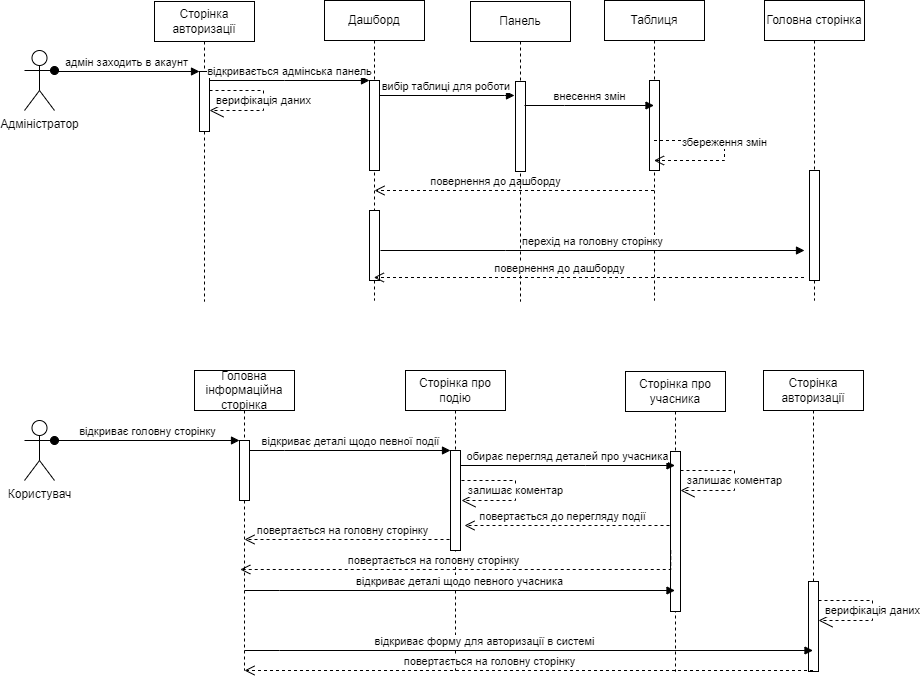 Сторінка
авторизації
Дашборд
Панель
Таблиця
Головна сторінка
адмін заходить в акаунт
відкривається адмінська панель
вибір таблиці для роботи
верифікація даних
внесення змін
Адміністратор
збереження змін
повернення до дашборду
перехід на головну сторінку
повернення до дашборду
Головна
інформаційна
сторінка
Сторінка про
подію
Сторінка про
учасника
Сторінка
авторизації
відкриває головну сторінку
відкриває деталі щодо певної події
обирає перегляд деталей про учасника
залишає коментар
залишає коментар
Користувач
повертається до перегляду події
повертається на головну сторінку
повертається на головну сторінку
відкриває деталі щодо певного учасника
верифікація даних
відкриває форму для авторизації в системі
повертається на головну сторінку